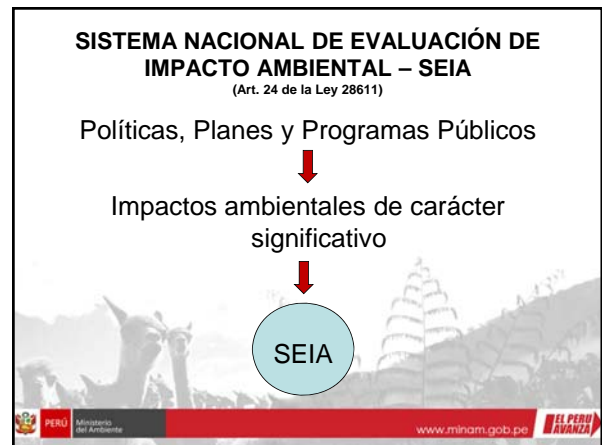 SISTEMA NACIONAL DE EVALUACIÓN DE
IMPACTO AMBIENTAL – SEIA
(Art. 24 de la Ley 28611)
Políticas, Planes y Programas Públicos
Impactos ambientales de carácter
significativo
SEIA
PERÚ
Ministerio
del Ambiente
www.minam.gob.pe
EL PERU
AVANZA